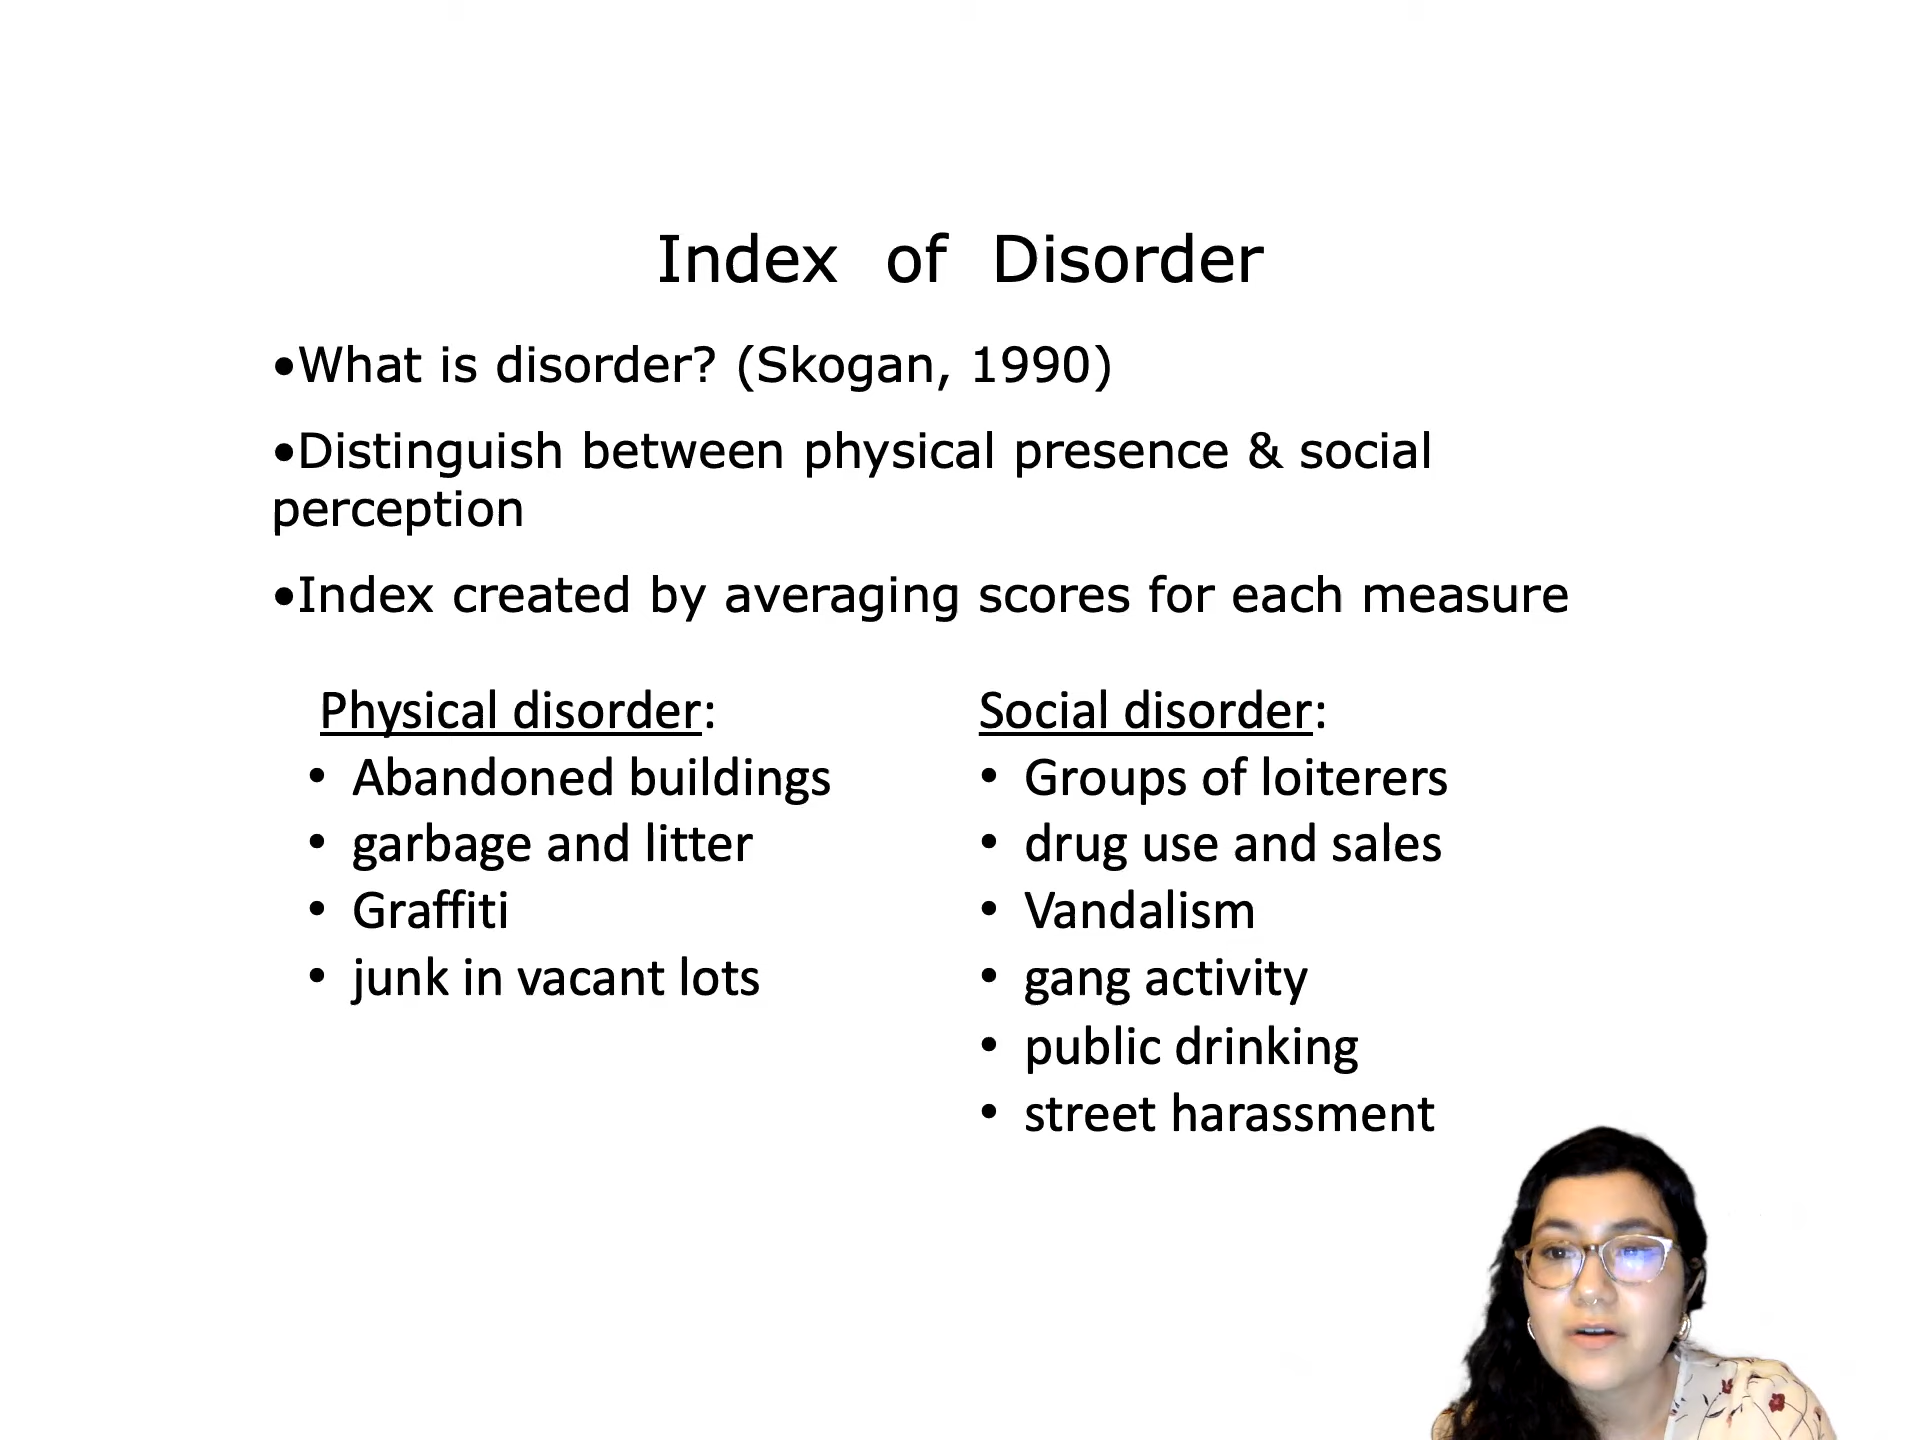 Index of Disorder
•What is disorder? (Skogan, 1990)
•Distinguish between physical presence & social
perception
•Index created by averaging scores for each measure
Physical disorder:
• Abandoned buildings
• garbage and litter
• Graffiti
• junk in vacant lots
Social disorder:
• Groups of loiterers
• drug use and sales
• Vandalism
• gang activity
• public drinking
• street harassment